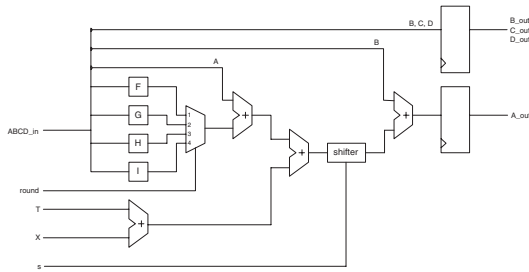 B, C, D
B_out
C_out
D_out
B
A
F
1
G
2
+
+
A_out
ABCD_in
H
3
+
shifter
I
4
round
T
+
X
s